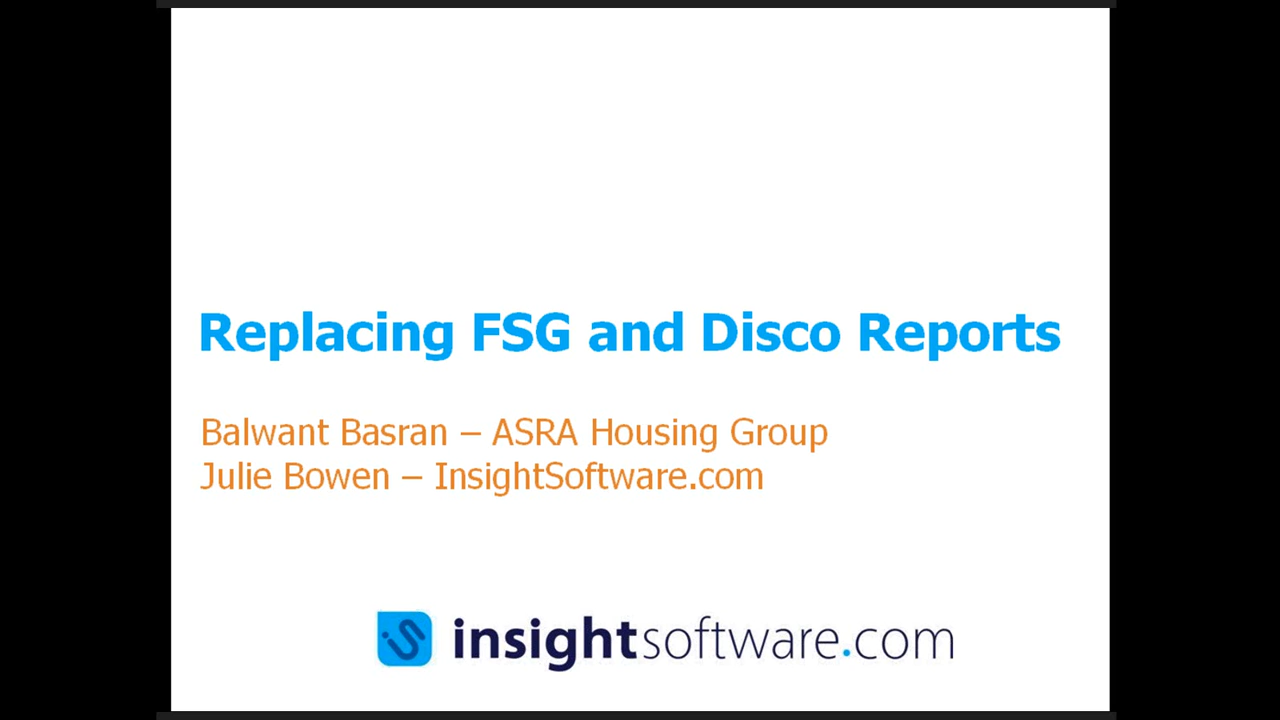 Replacing FSG and Disco Reports
Balwant Basran – ASRA Housing Group
Julie Bowen – InsightSoftware.com
insightsoftware.com